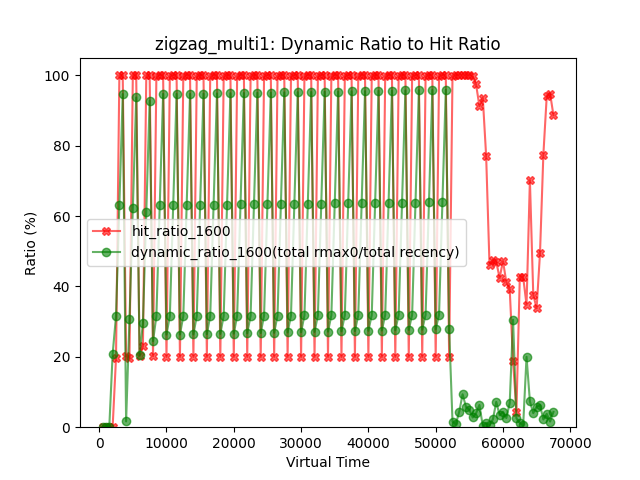 zigzag_multi1: Dynamic Ratio to Hit Ratio
100
80
60
40
20
0
Ratio (%)
hit_ratio_1600
dynamic_ratio_1600(total rmax0/total recency)
0 10000 20000 30000 40000 50000 60000 70000
Virtual Time